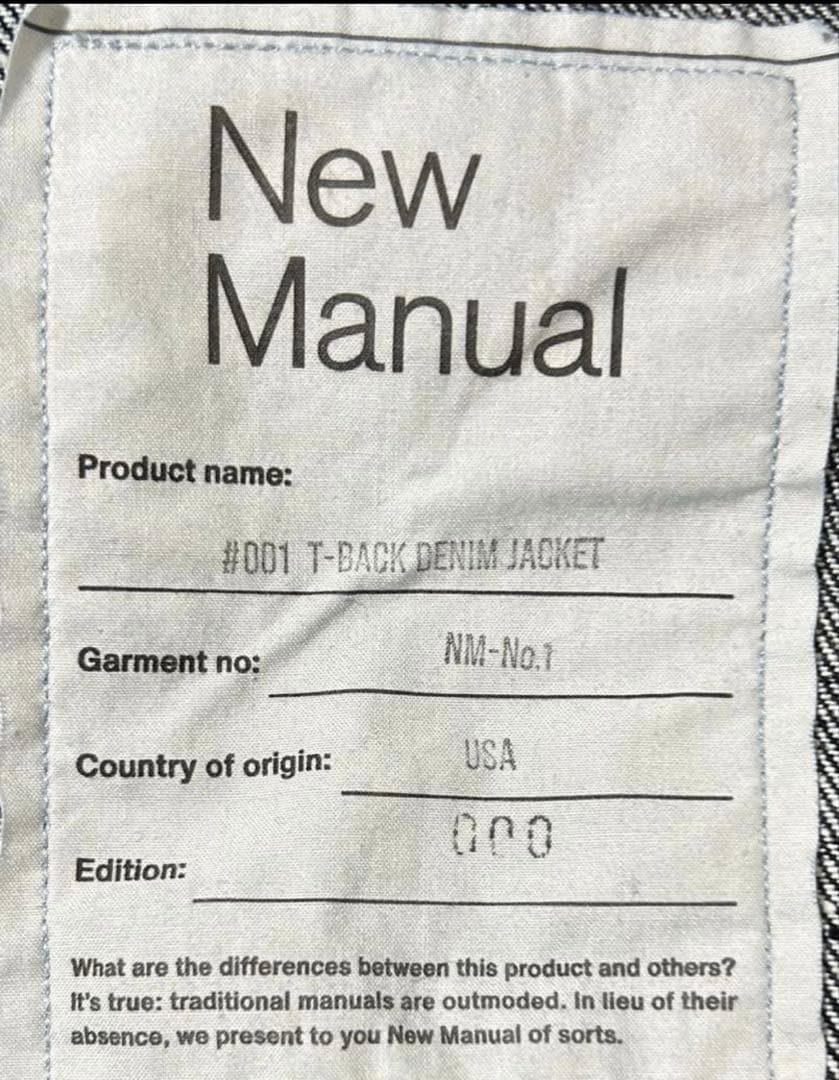 New
Manual
Product name:
#001 T-BACK DENIM JACKET
Garment no: NM-No.1
Country of origin: USA
Edition: 000
What are the differences between this product and others?
It's true: traditional manuals are outmoded. In lieu of their
absence, we present to you New Manual of sorts.